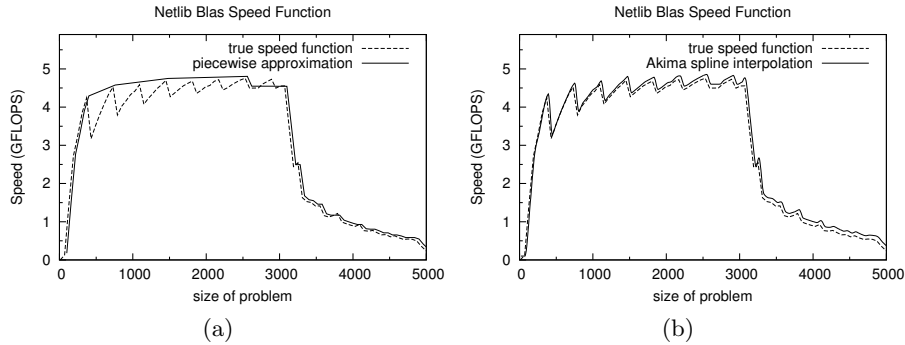 Netlib Blas Speed Function
true speed function
piecewise approximation
Speed (GFLOPS)
5
4
3
2
1
0
0 1000 2000 3000 4000 5000
size of problem
(a)
Netlib Blas Speed Function
true speed function
Akima spline interpolation
Speed (GFLOPS)
5
4
3
2
1
0
0 1000 2000 3000 4000 5000
size of problem
(b)